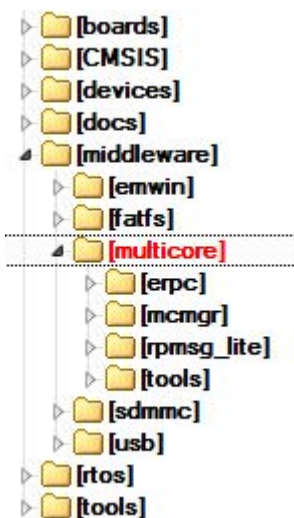 [boards]
[CMSIS]
[devices]
[docs]
[middleware]
[emwin]
[fatfs]
[multicore]
[erpc]
[mcmgr]
[rpmsg_lite]
[tools]
[sdmmc]
[usb]
[rtos]
[tools]